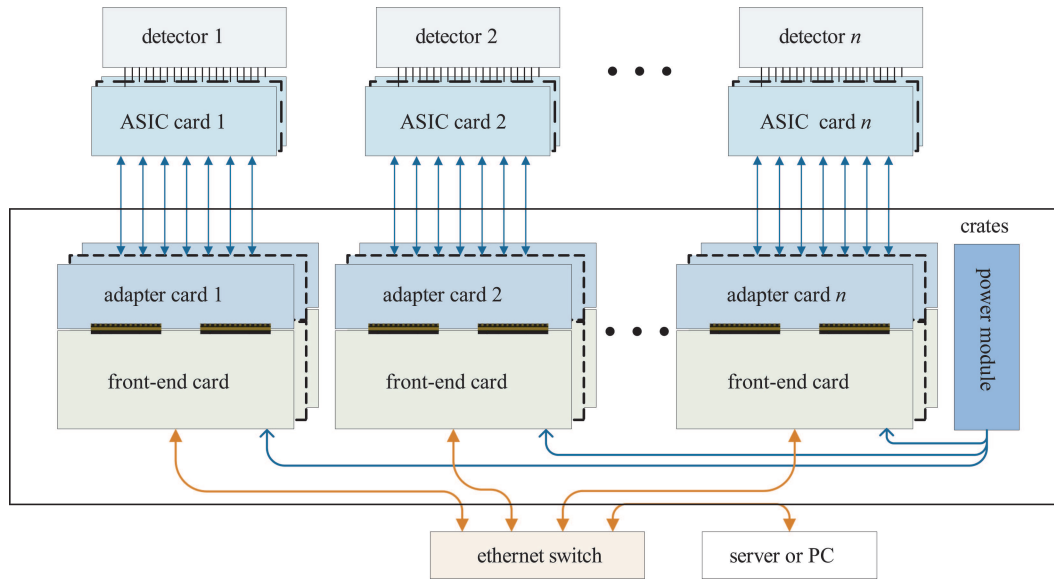 detector 1
detector 2
detector n
ASIC card 1
ASIC card 2
ASIC card n
crates
adapter card 1
adapter card 2
adapter card n
power module
front-end card
front-end card
front-end card
ethernet switch
server or PC